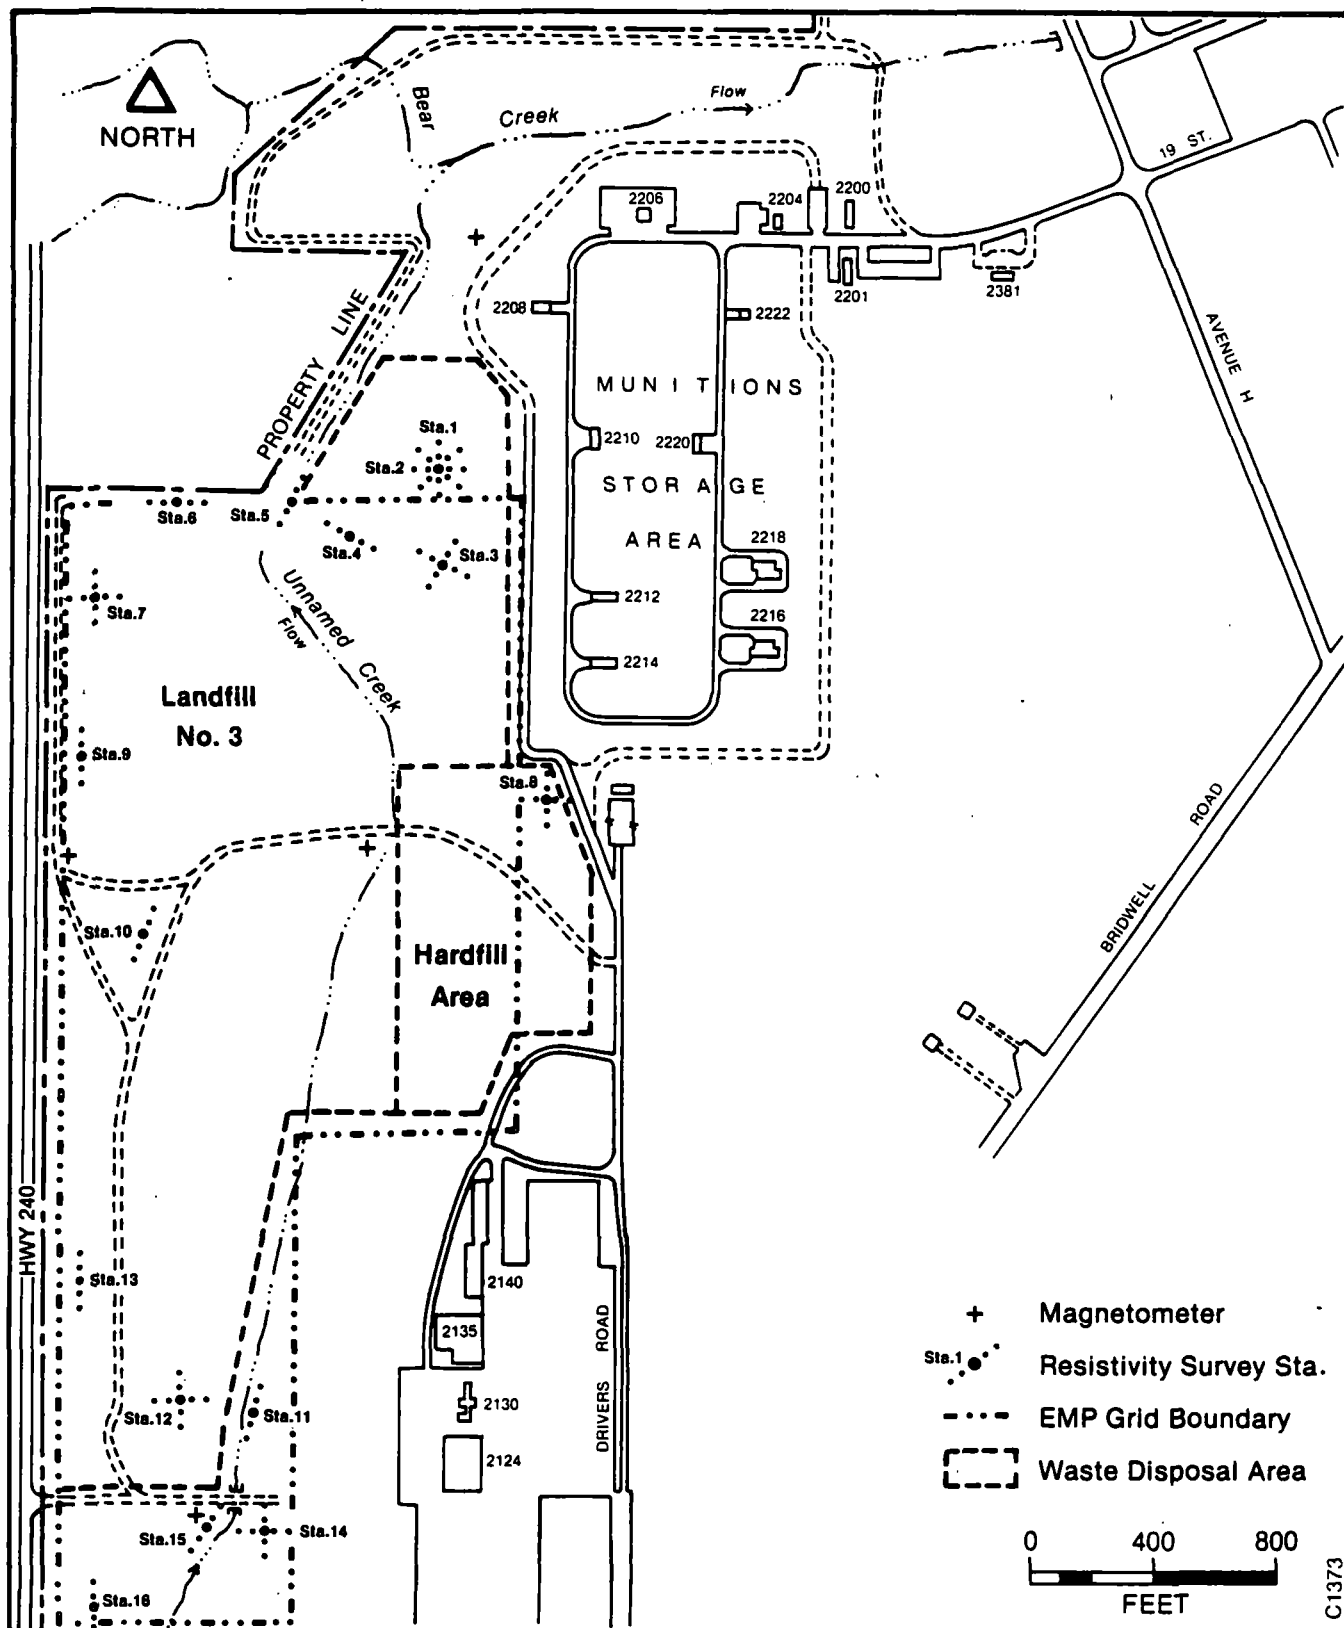 NORTH
Bear
Creek
Flow
19 ST.
2206
2204
2200
2201
2381
2208
2222
AVENUE H
PROPERTY LINE
MUNITIONS
STORAGE
AREA
2210
2220
2218
2212
2216
2214
Sta.1
Sta.2
Sta.6
Sta.5
Sta.4
Sta.3
Sta.7
Unnamed Creek
Flow
Landfill
No. 3
Sta.9
Sta.8
BRIDWELL ROAD
Sta.10
Hardfill
Area
HWY 240
Sta.13
2140
2135
2130
2124
DRIVERS ROAD
Sta.12
Sta.11
Sta.15
Sta.14
Sta.16
+ Magnetometer
Sta.1 Resistivity Survey Sta.
EMP Grid Boundary
Waste Disposal Area
0 400 800
FEET
C1373